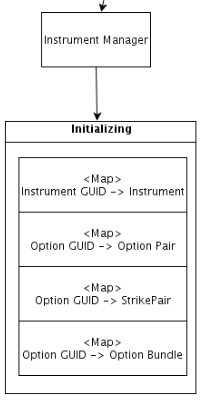 Instrument Manager
Initializing
<Map>
Instrument GUID -> Instrument
<Map>
Option GUID -> Option Pair
<Map>
Option GUID -> StrikePair
<Map>
Option GUID -> Option Bundle